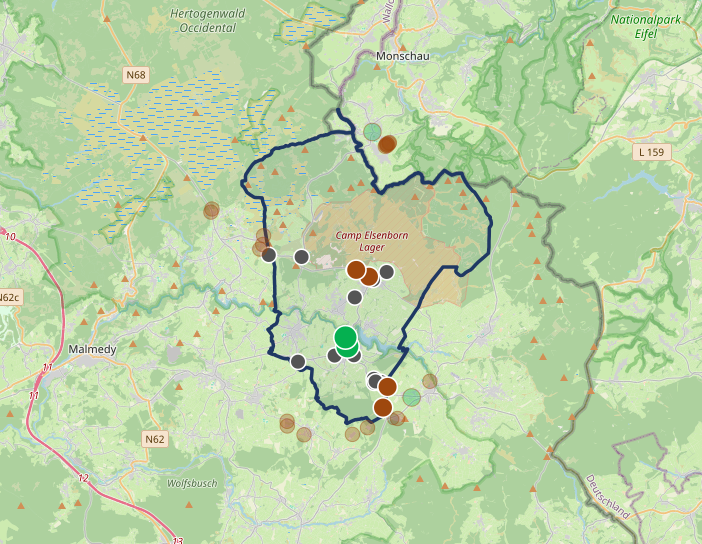 Hertogenwald
Occidental
Nationalpark
Eifel
Monschau
N68
L 159
10
Camp Elsenborn
Lager
N62c
Malmedy
11
11
N62
12
Wolfsbusch
Deutschland
13